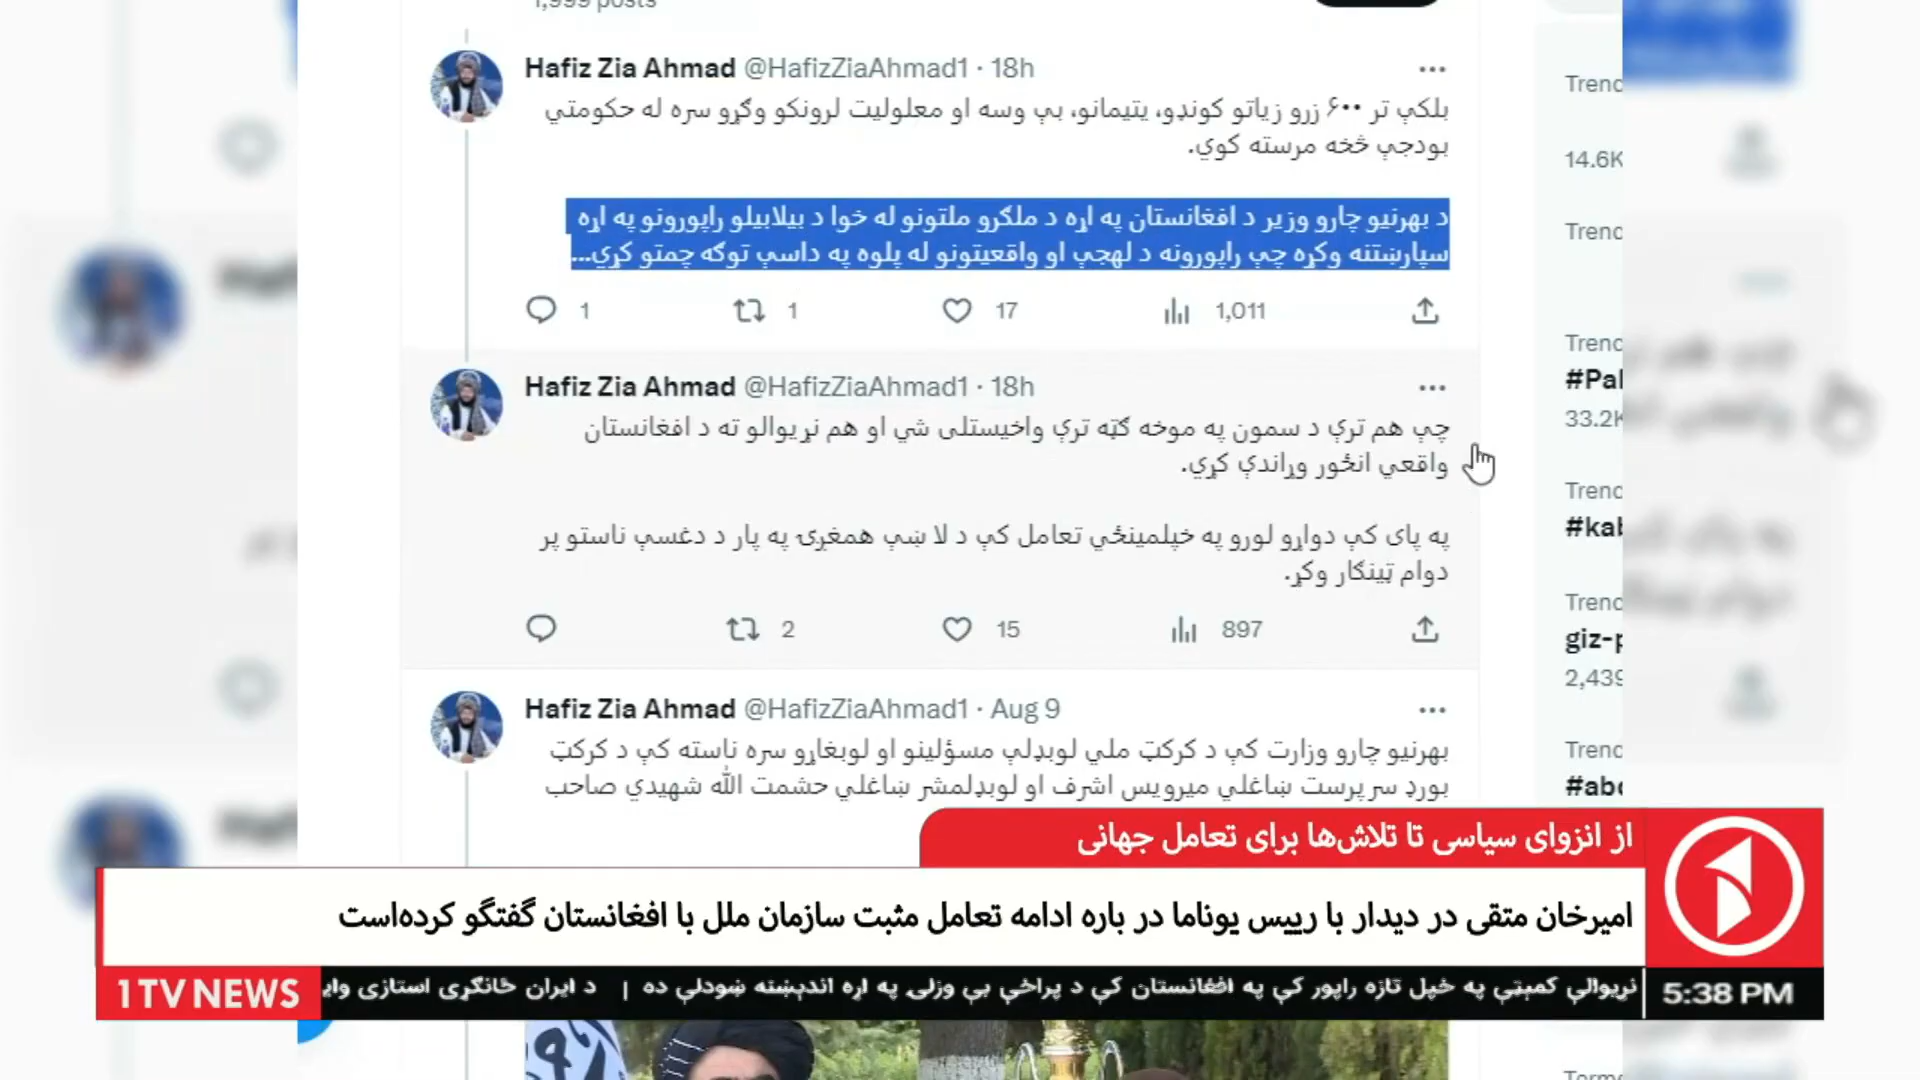 1,999 posts
Hafiz Zia Ahmad @HafizZiaAhmad1 · 18h
بلکې تر ۶۰۰ زرو زیاتو کونډو، یتیمانو، بې وسه او معلولیت لرونکو وګړو سره له حکومتي
بودجې څخه مرسته کوي.
د بهرنیو چارو وزیر د افغانستان په اړه د ملګرو ملتونو له خوا د بیلابیلو راپورونو په اړه
سپارښتنه وکړه چې راپورونه د لهجې او واقعیتونو له پلوه په داسې توګه چمتو کړي...
1 1 17 1,011
Hafiz Zia Ahmad @HafizZiaAhmad1 · 18h
چې هم ترې د سمون په موخه ګټه ترې واخیستلی شي او هم نړیوالو ته د افغانستان
واقعي انځور وړاندې کړي.
په پای کې دواړو لورو په خپلمینځي تعامل کې د لا ښې همغږۍ په پار د دغسې ناستو پر
دوام ټینګار وکړ.
2 15 897
Hafiz Zia Ahmad @HafizZiaAhmad1 · Aug 9
بهرنیو چارو وزارت کې د کرکټ ملي لوبډلې مسؤلینو او لوبغاړو سره ناسته کې د کرکټ
بورډ سرپرست ښاغلي میرویس اشرف او لوبډلمشر ښاغلي حشمت الله شهیدي صاحب
Trend
14.6K
Trend
Trend
#Pal
33.2K
Trend
#kab
Trend
giz-p
2,439
Trend
#abd
از انزوای سیاسی تا تلاش‌ها برای تعامل جهانی
امیرخان متقی در دیدار با رییس یوناما در باره ادامه تعامل مثبت سازمان ملل با افغانستان گفتگو کرده‌است
1TV NEWS
نړیوالې کمېټې په خپل تازه راپور کې په افغانستان کې د پراخې بې وزلۍ په اړه اندېښنه ښودلې ده | د ایران ځانګړی استازی وایي
5:38 PM